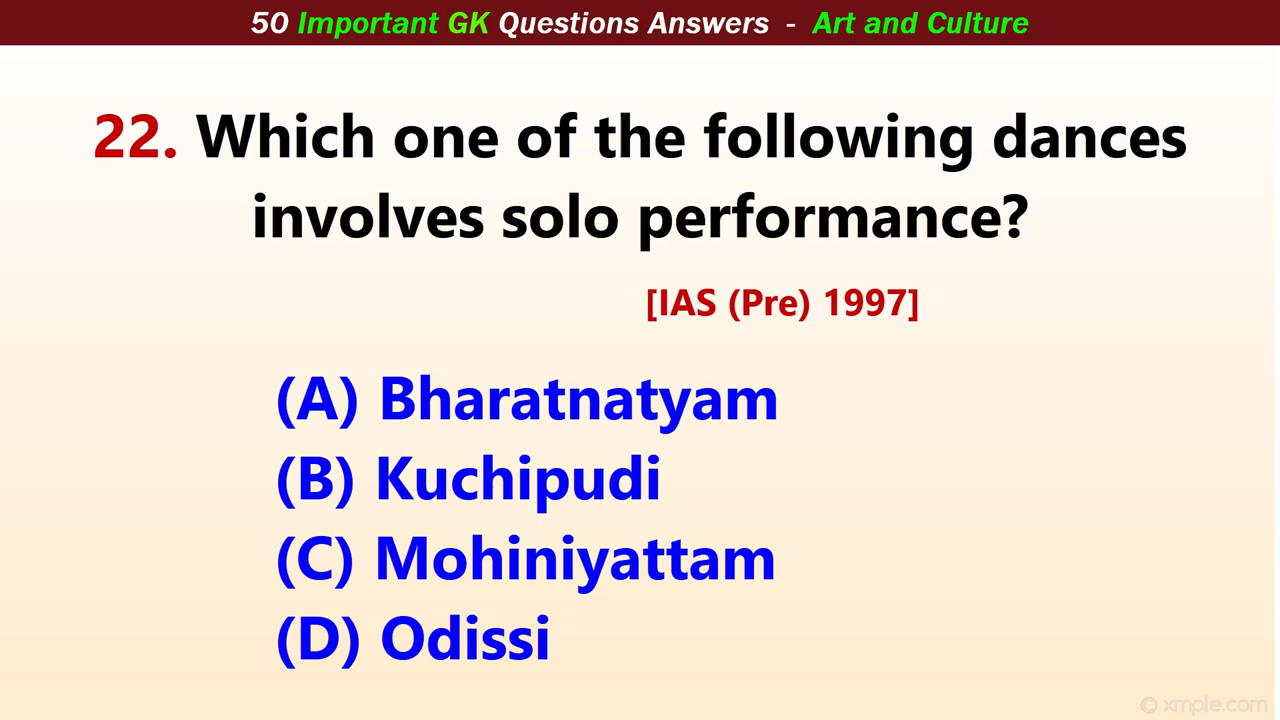 50 Important GK Questions Answers - Art and Culture
22. Which one of the following dances
involves solo performance?
[IAS (Pre) 1997]
(A) Bharatnatyam
(B) Kuchipudi
(C) Mohiniyattam
(D) Odissi
© xmple.com